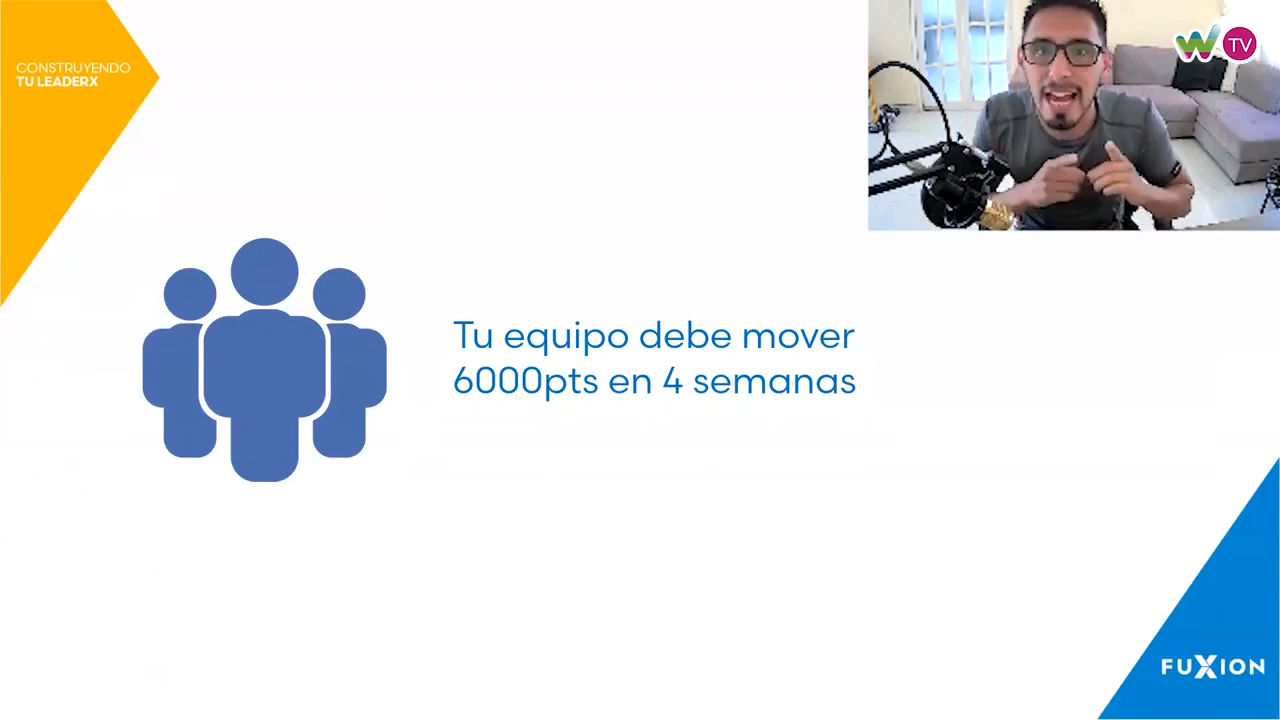 CONSTRUYENDO
TU LEADERX
W TV
Tu equipo debe mover
6000pts en 4 semanas
FUXION